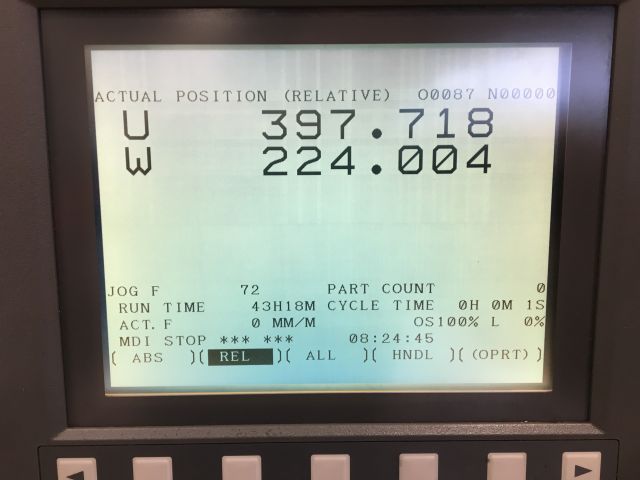 ACTUAL POSITION (RELATIVE) O0087 N00000
U 397.718
W 224.004
JOG F 72 PART COUNT 0
RUN TIME 43H18M CYCLE TIME 0H 0M 1S
ACT.F 0 MM/M OS100% L 0%
MDI STOP *** *** 08:24:45
( ABS )( REL )( ALL )( HNDL )( (OPRT) )